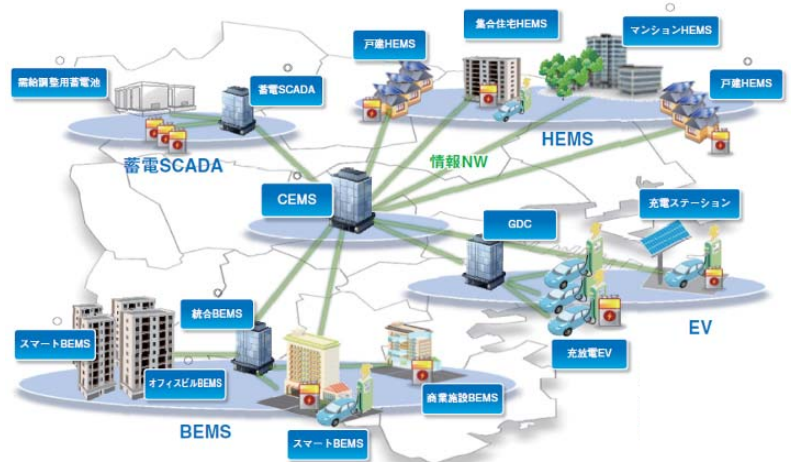 集合住宅HEMS
マンションHEMS
戸建HEMS
需給調整用蓄電池
蓄電SCADA
戸建HEMS
HEMS
情報NW
蓄電SCADA
CEMS
充電ステーション
GDC
統合BEMS
EV
スマートBEMS
充放電EV
オフィスビルBEMS
商業施設BEMS
BEMS
スマートBEMS